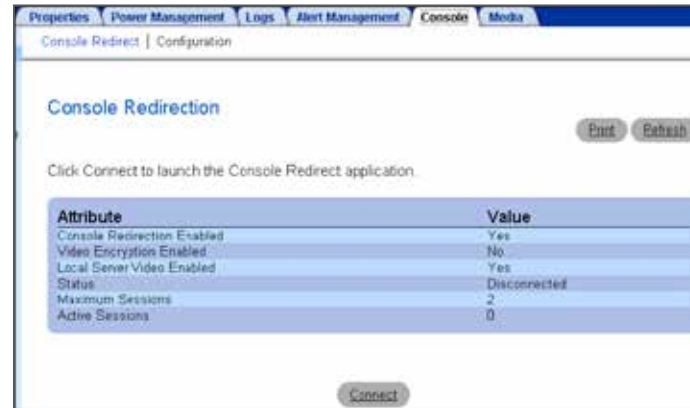 Properties Power Management Logs Alert Management Console Media
Console Redirect | Configuration
Console Redirection
Print Refresh
Click Connect to launch the Console Redirect application.
Attribute Value
Console Redirection Enabled Yes
Video Encryption Enabled No
Local Server Video Enabled Yes
Status Disconnected
Maximum Sessions 2
Active Sessions 0
Connect